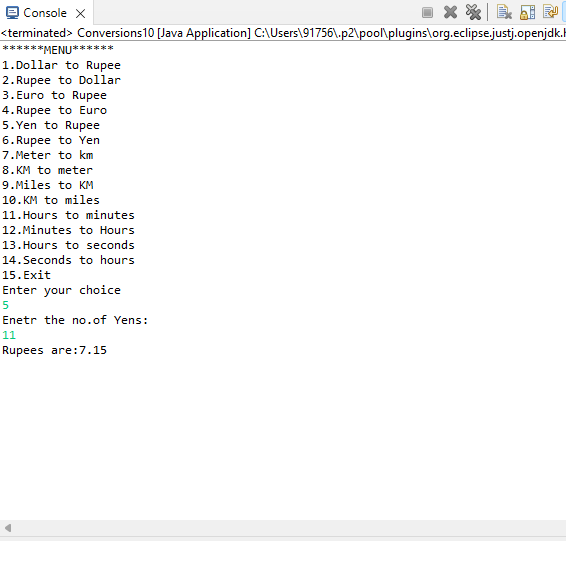 Console
<terminated> Conversions10 [Java Application] C:\Users\91756\.p2\pool\plugins\org.eclipse.justj.openjdk.
******MENU******
1.Dollar to Rupee
2.Rupee to Dollar
3.Euro to Rupee
4.Rupee to Euro
5.Yen to Rupee
6.Rupee to Yen
7.Meter to km
8.KM to meter
9.Miles to KM
10.KM to miles
11.Hours to minutes
12.Minutes to Hours
13.Hours to seconds
14.Seconds to hours
15.Exit
Enter your choice
5
Enetr the no.of Yens:
11
Rupees are:7.15